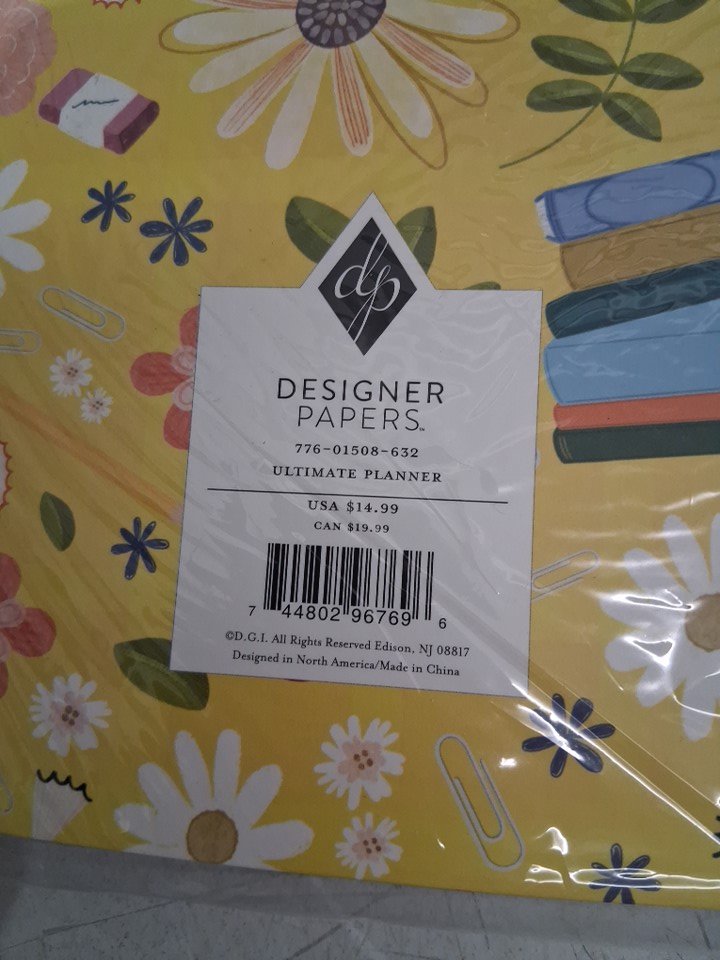 dp
DESIGNER
PAPERS™
776-01508-632
ULTIMATE PLANNER
USA $14.99
CAN $19.99
7 44802 96769 6
©D.G.I. All Rights Reserved Edison, NJ 08817
Designed in North America/Made in China